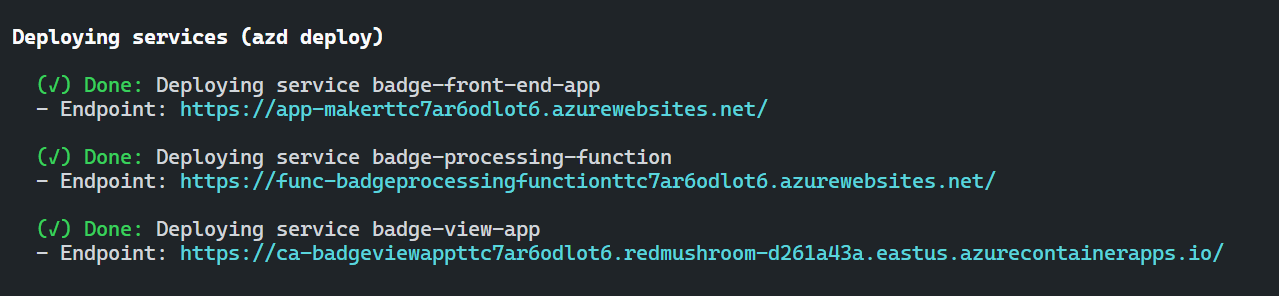 Deploying services (azd deploy)
(√) Done: Deploying service badge-front-end-app
- Endpoint: https://app-makerttc7ar6odlot6.azurewebsites.net/
(√) Done: Deploying service badge-processing-function
- Endpoint: https://func-badgeprocessingfunctionttc7ar6odlot6.azurewebsites.net/
(√) Done: Deploying service badge-view-app
- Endpoint: https://ca-badgeviewappttc7ar6odlot6.redmushroom-d261a43a.eastus.azurecontainerapps.io/